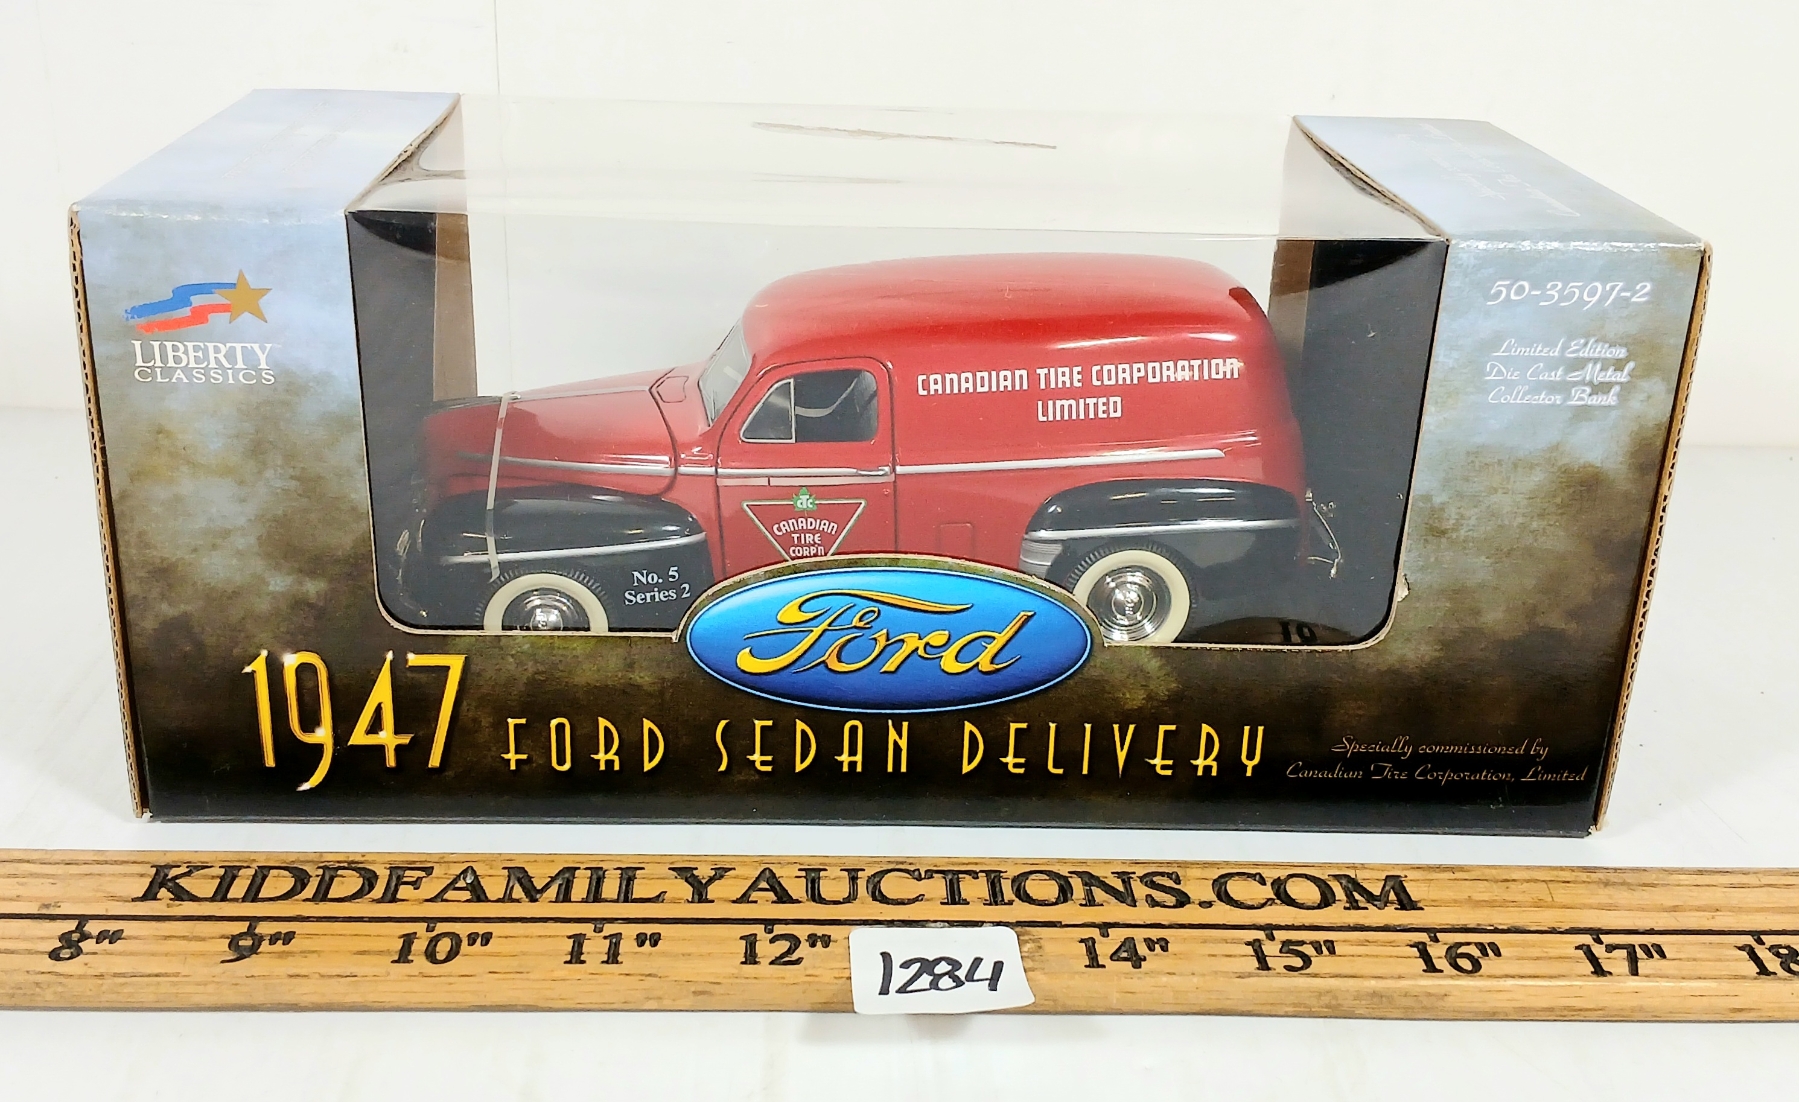 LIBERTY
CLASSICS
50-3597-2
Limited Edition
Die Cast Metal
Collector Bank
CANADIAN TIRE CORPORATION
LIMITED
CTC
CANADIAN
TIRE
CORP'N
No. 5
Series 2
Ford
1947 FORD SEDAN DELIVERY
Specially commissioned by
Canadian Tire Corporation, Limited
KIDDFAMILYAUCTIONS.COM
8" 9" 10" 11" 12" 14" 15" 16" 17" 18
1284